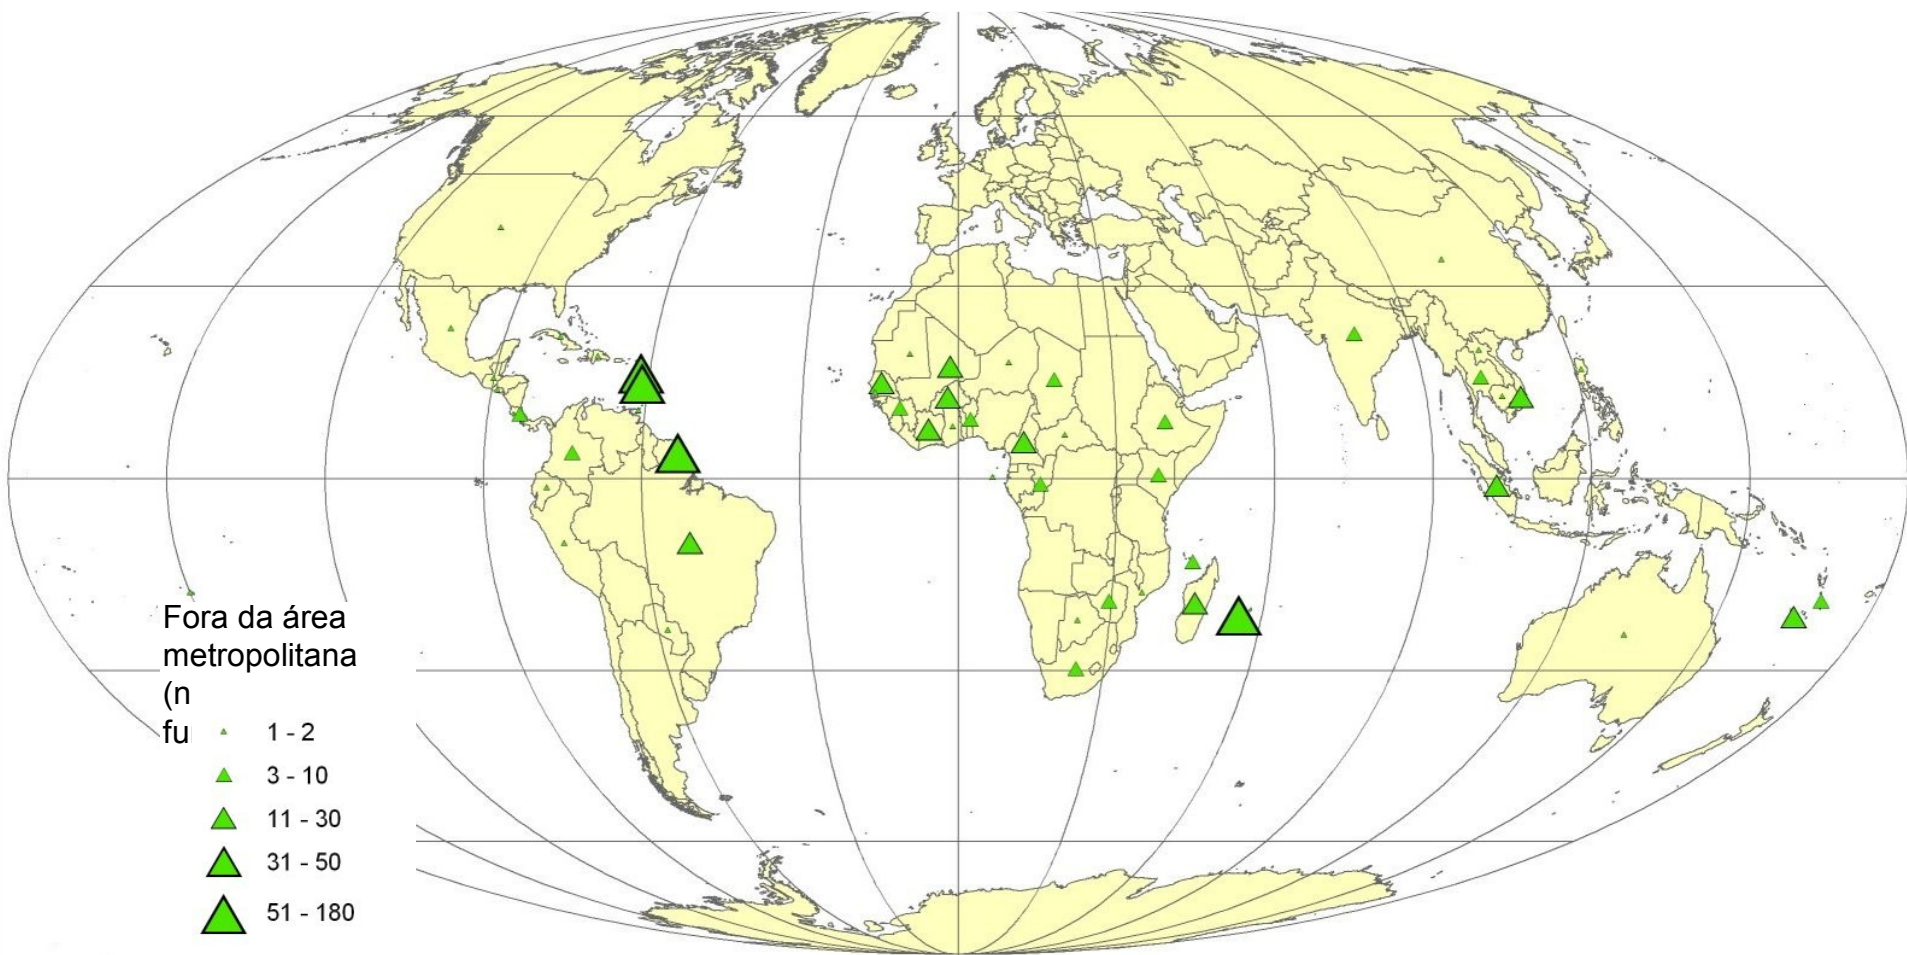 Fora da área
metropolitana
(n
fu
1 - 2
3 - 10
11 - 30
31 - 50
51 - 180